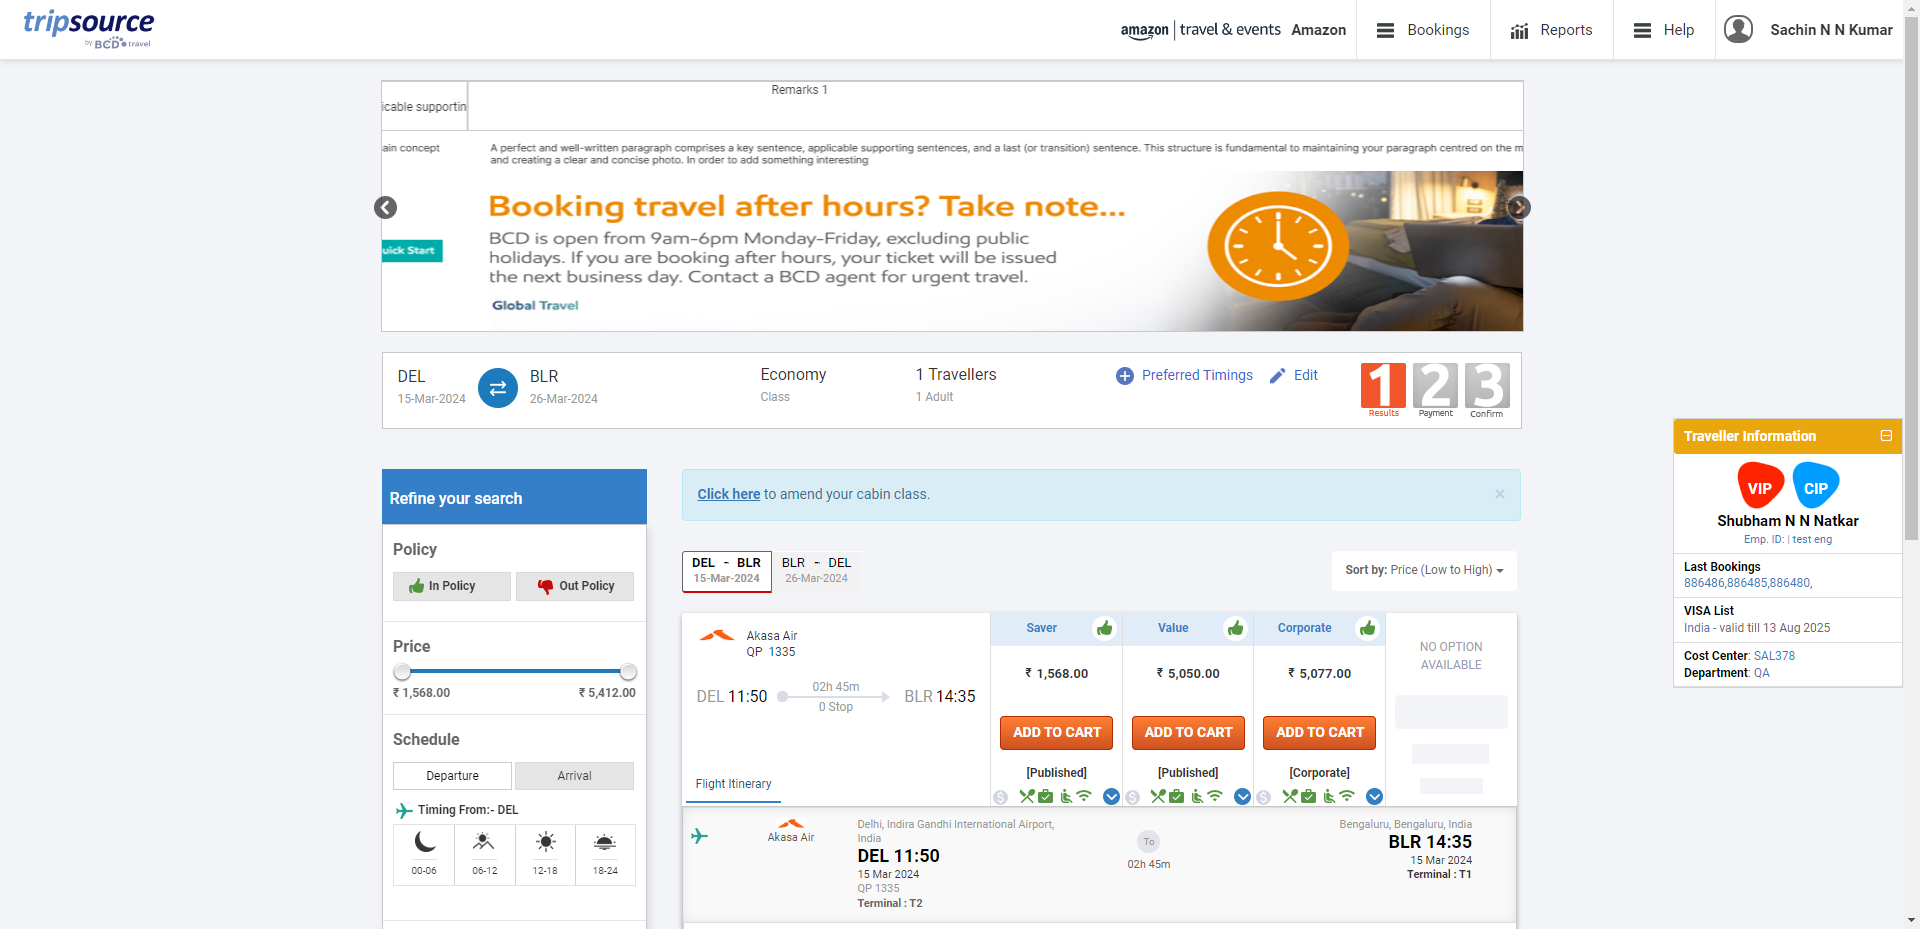 tripsource
by BCD travel
amazon | travel & events Amazon
Bookings
Reports
Help
Sachin N N Kumar
Remarks 1
icable supportin
ain concept
A perfect and well-written paragraph comprises a key sentence, applicable supporting sentences, and a last (or transition) sentence. This structure is fundamental to maintaining your paragraph centred on the m
and creating a clear and concise photo. In order to add something interesting
Booking travel after hours? Take note...
BCD is open from 9am-6pm Monday-Friday, excluding public
holidays. If you are booking after hours, your ticket will be issued
the next business day. Contact a BCD agent for urgent travel.
uick Start
Global Travel
DEL
15-Mar-2024
BLR
26-Mar-2024
Economy
Class
1 Travellers
1 Adult
Preferred Timings
Edit
1 2 3
Results Payment Confirm
Traveller Information
VIP CIP
Shubham N N Natkar
Emp. ID: | test eng
Last Bookings
886486,886485,886480,
VISA List
India - valid till 13 Aug 2025
Cost Center: SAL378
Department: QA
Refine your search
Policy
In Policy
Out Policy
Price
₹ 1,568.00 ₹ 5,412.00
Schedule
Departure
Arrival
Timing From:- DEL
00-06 06-12 12-18 18-24
Click here to amend your cabin class. ×
DEL - BLR
15-Mar-2024
BLR - DEL
26-Mar-2024
Sort by: Price (Low to High)
Akasa Air
QP 1335
DEL 11:50
02h 45m
0 Stop
BLR 14:35
Flight Itinerary
Saver
₹ 1,568.00
ADD TO CART
[Published]
Value
₹ 5,050.00
ADD TO CART
[Published]
Corporate
₹ 5,077.00
ADD TO CART
[Corporate]
NO OPTION
AVAILABLE
Akasa Air
Delhi, Indira Gandhi International Airport,
India
DEL 11:50
15 Mar 2024
QP 1335
Terminal : T2
To
02h 45m
Bengaluru, Bengaluru, India
BLR 14:35
15 Mar 2024
Terminal : T1